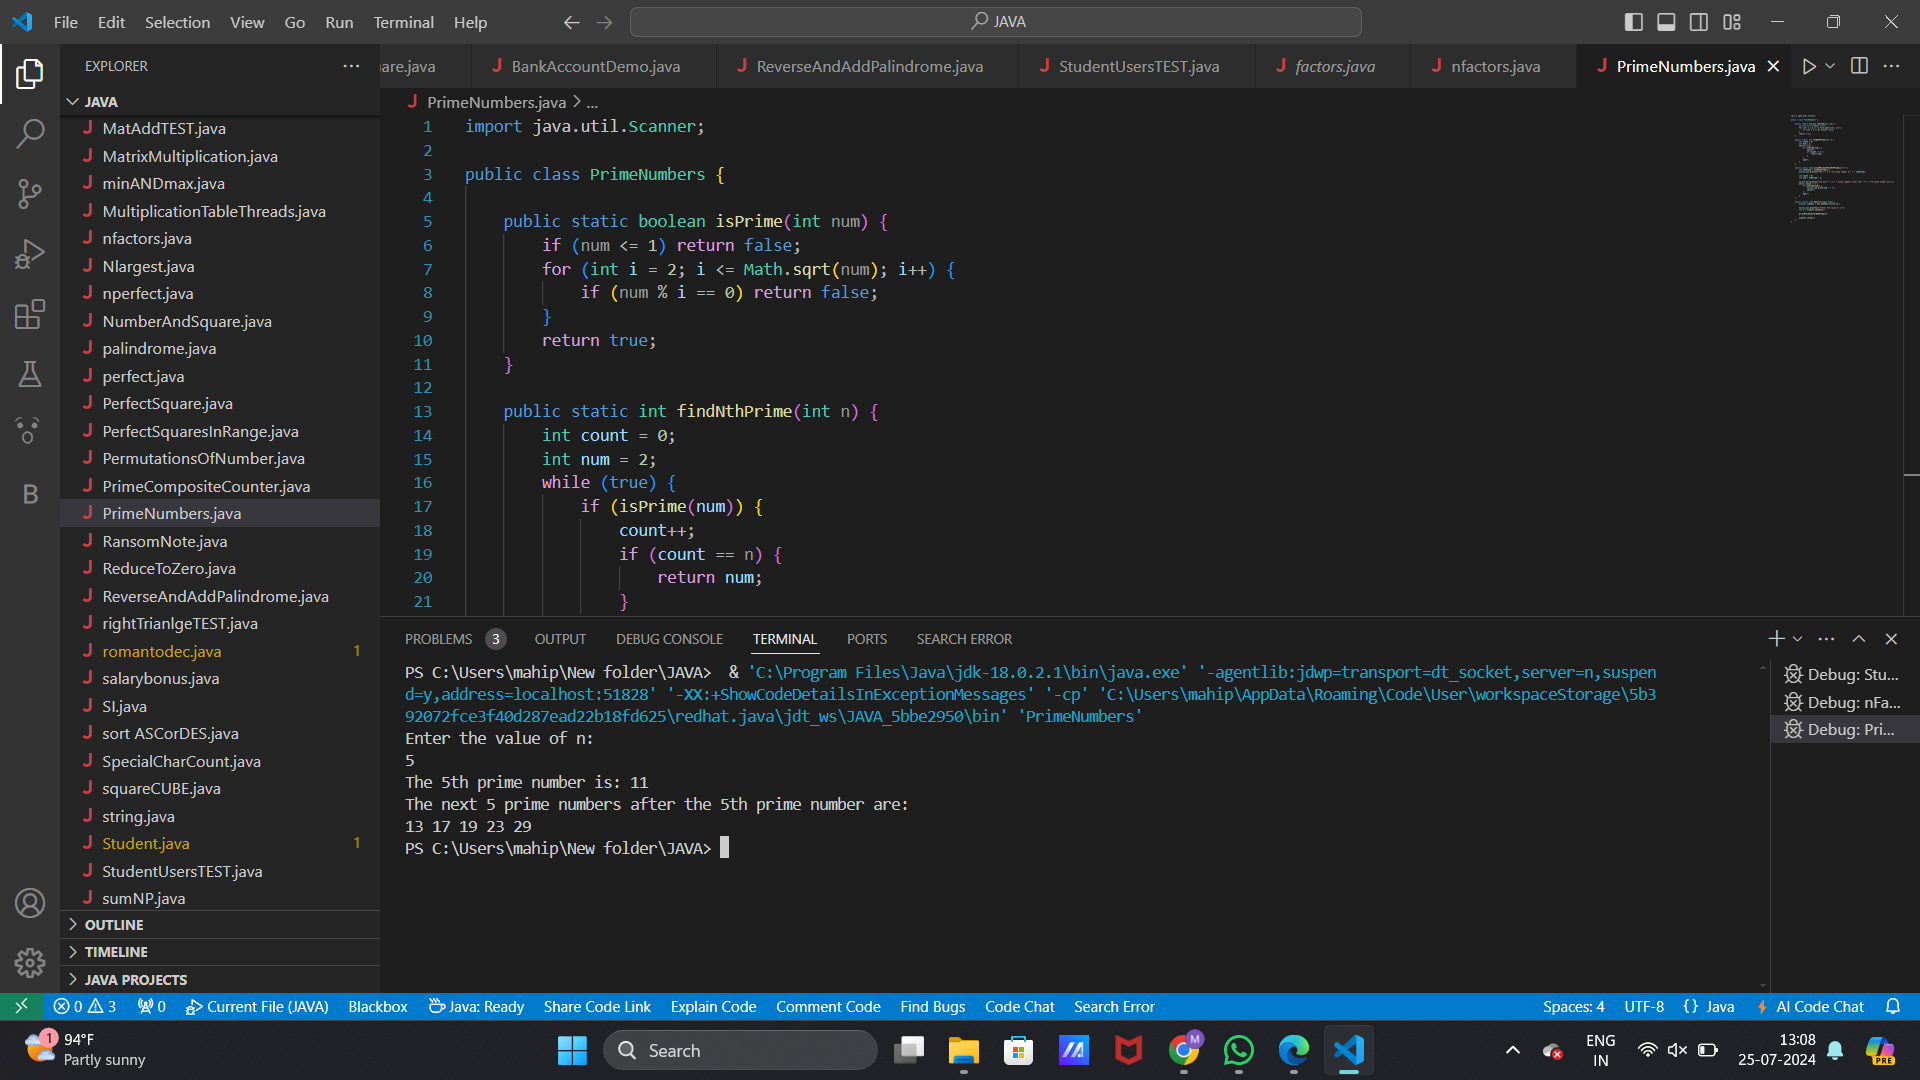 File Edit Selection View Go Run Terminal Help
JAVA
EXPLORER
are.java BankAccountDemo.java ReverseAndAddPalindrome.java StudentUsersTEST.java factors.java nfactors.java PrimeNumbers.java
JAVA
MatAddTEST.java
MatrixMultiplication.java
minANDmax.java
MultiplicationTableThreads.java
nfactors.java
Nlargest.java
nperfect.java
NumberAndSquare.java
palindrome.java
perfect.java
PerfectSquare.java
PerfectSquaresInRange.java
PermutationsOfNumber.java
PrimeCompositeCounter.java
PrimeNumbers.java
RansomNote.java
ReduceToZero.java
ReverseAndAddPalindrome.java
rightTrianlgeTEST.java
romantodec.java 1
salarybonus.java
SI.java
sort ASCorDES.java
SpecialCharCount.java
squareCUBE.java
string.java
Student.java 1
StudentUsersTEST.java
sumNP.java
OUTLINE
TIMELINE
JAVA PROJECTS
PrimeNumbers.java > ...
1 import java.util.Scanner;
2
3 public class PrimeNumbers {
4
5 public static boolean isPrime(int num) {
6 if (num <= 1) return false;
7 for (int i = 2; i <= Math.sqrt(num); i++) {
8 if (num % i == 0) return false;
9 }
10 return true;
11 }
12
13 public static int findNthPrime(int n) {
14 int count = 0;
15 int num = 2;
16 while (true) {
17 if (isPrime(num)) {
18 count++;
19 if (count == n) {
20 return num;
21 }
PROBLEMS 3 OUTPUT DEBUG CONSOLE TERMINAL PORTS SEARCH ERROR
PS C:\Users\mahip\New folder\JAVA> & 'C:\Program Files\Java\jdk-18.0.2.1\bin\java.exe' '-agentlib:jdwp=transport=dt_socket,server=n,suspen
d=y,address=localhost:51828' '-XX:+ShowCodeDetailsInExceptionMessages' '-cp' 'C:\Users\mahip\AppData\Roaming\Code\User\workspaceStorage\5b3
92072fce3f40d287ead22b18fd625\redhat.java\jdt_ws\JAVA_5bbe2950\bin' 'PrimeNumbers'
Enter the value of n:
5
The 5th prime number is: 11
The next 5 prime numbers after the 5th prime number are:
13 17 19 23 29
PS C:\Users\mahip\New folder\JAVA>
Debug: Stu...
Debug: nFa...
Debug: Pri...
0 3 0 Current File (JAVA) Blackbox Java: Ready Share Code Link Explain Code Comment Code Find Bugs Code Chat Search Error Spaces: 4 UTF-8 {} Java AI Code Chat
1 94°F
Partly sunny
Search
M
ENG
IN
13:08
25-07-2024
PRE